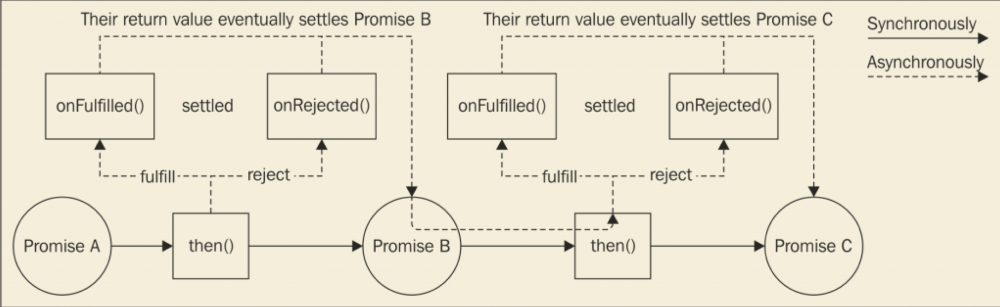 Their return value eventually settles Promise B
Their return value eventually settles Promise C
Synchronously
Asynchronously
onFulfilled()
settled
onRejected()
onFulfilled()
settled
onRejected()
fulfill
reject
fulfill
reject
Promise A
then()
Promise B
then()
Promise C